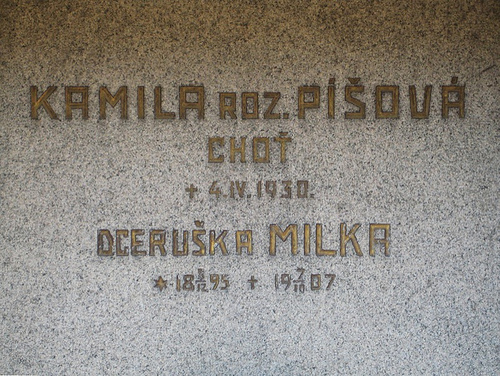 KAMILA ROZ. PÍŠOVÁ
CHOŤ
+ 4.IV.1930.
DCERUŠKA MILKA
* 18 8/12 95 + 19 7/10 07